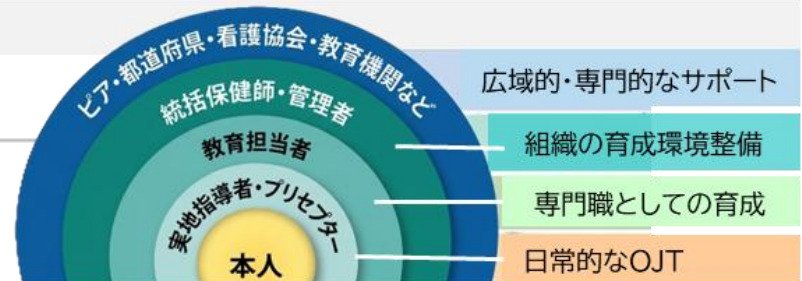 ピア・都道府県・看護協会・教育機関など
広域的・専門的なサポート
統括保健師・管理者
組織の育成環境整備
教育担当者
専門職としての育成
実地指導者・プリセプター
日常的なOJT
本人